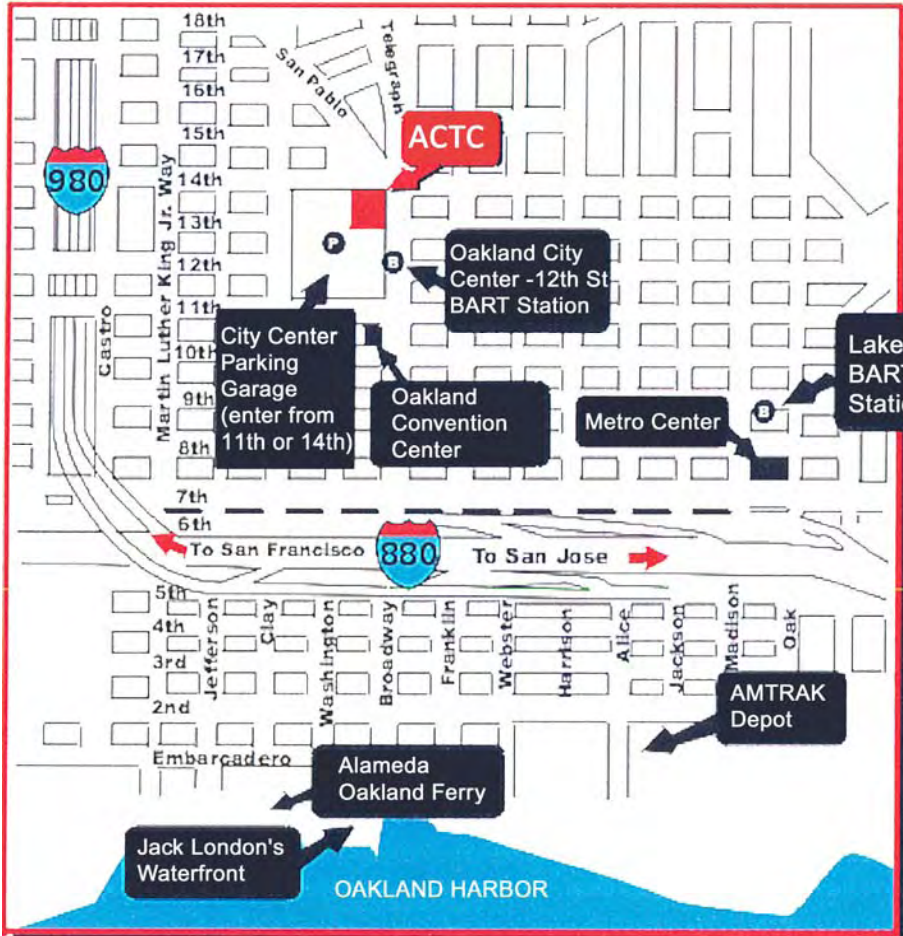 18th
17th
16th
15th
14th
13th
12th
11th
10th
9th
8th
7th
6th
5th
4th
3rd
2nd
Embarcadero
San Pablo
Telegraph
ACTC
980
Martin Luther King Jr. Way
Castro
P
B
Oakland City
Center -12th St
BART Station
City Center
Parking
Garage
(enter from
11th or 14th)
Oakland
Convention
Center
Metro Center
B
Lake
BART
Statio
To San Francisco
880
To San Jose
Jefferson
Clay
Washington
Broadway
Franklin
Webster
Harrison
Alice
Jackson
Madison
Oak
AMTRAK
Depot
Alameda
Oakland Ferry
Jack London's
Waterfront
OAKLAND HARBOR